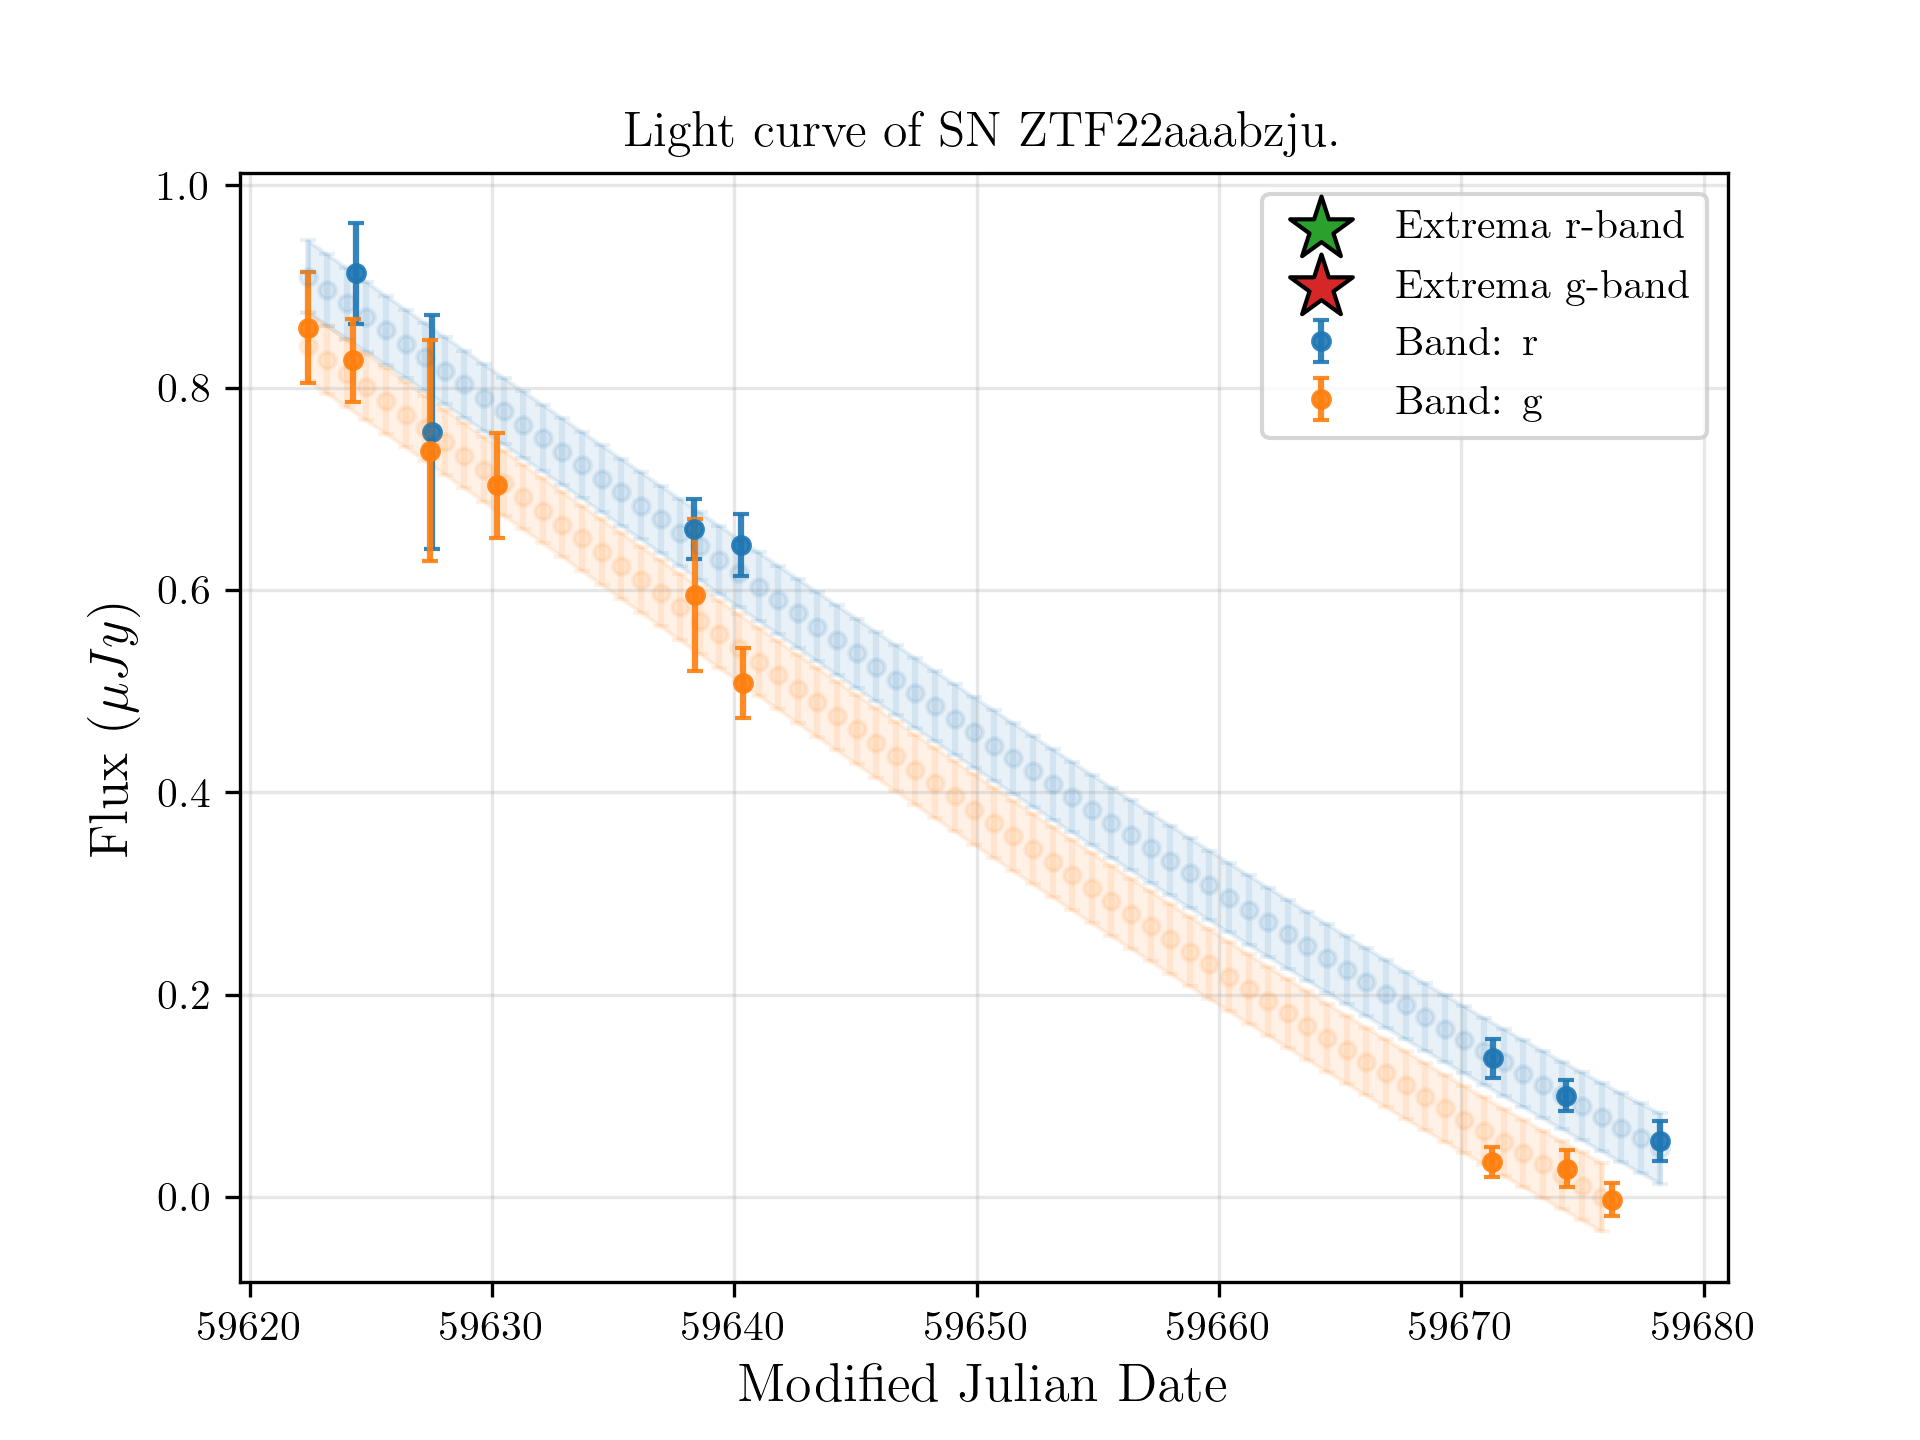 Light curve of SN ZTF22aaabzju.
Extrema r-band
Extrema g-band
Band: r
Band: g
Flux (μJy)
1.0
0.8
0.6
0.4
0.2
0.0
59620 59630 59640 59650 59660 59670 59680
Modified Julian Date